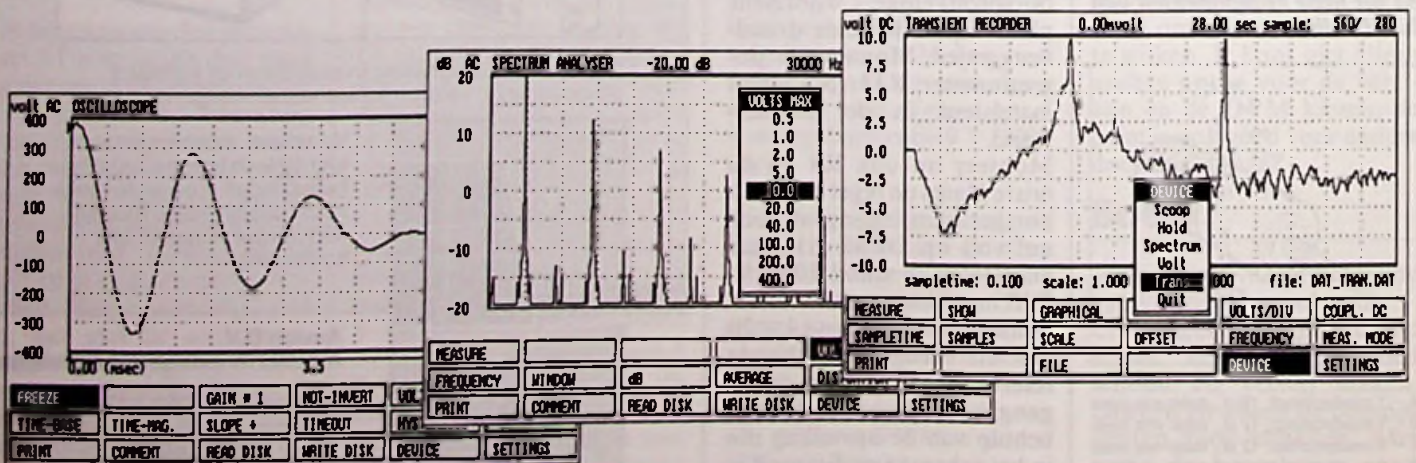 volt AC OSCILLOSCOPE
400
300
200
100
0
-100
-200
-300
-400
0.00 (msec) 3.5
FREEZE GAIN # 1 NOT-INVERT
TIME-BASE TIME-MAG. SLOPE + TIMEOUT
PRINT COMMENT READ DISK WRITE DISK DEVICE SETTINGS
dB AC SPECTRUM ANALYSER -20.00 dB 30000 Hz
20
10
0
-10
-20
VOLTS MAX
0.5
1.0
2.0
5.0
10.0
20.0
40.0
100.0
200.0
400.0
MEASURE
FREQUENCY WINDOW dB AVERAGE
PRINT COMMENT READ DISK WRITE DISK DEVICE SETTINGS
volt DC TRANSIENT RECORDER 0.00mvolt 28.00 sec sample: 560/ 280
10.0
7.5
5.0
2.5
0.0
-2.5
-5.0
-7.5
-10.0
DEVICE
Scoop
Hold
Spectrum
Volt
Trans
Quit
sampletime: 0.100 scale: 1.000 000 file: DAT_TRAN.DAT
MEASURE SHOW GRAPHICAL VOLTS/DIV COUPL. DC
SAMPLETIME SAMPLES SCALE OFFSET FREQUENCY MEAS. MODE
PRINT FILE DEVICE SETTINGS